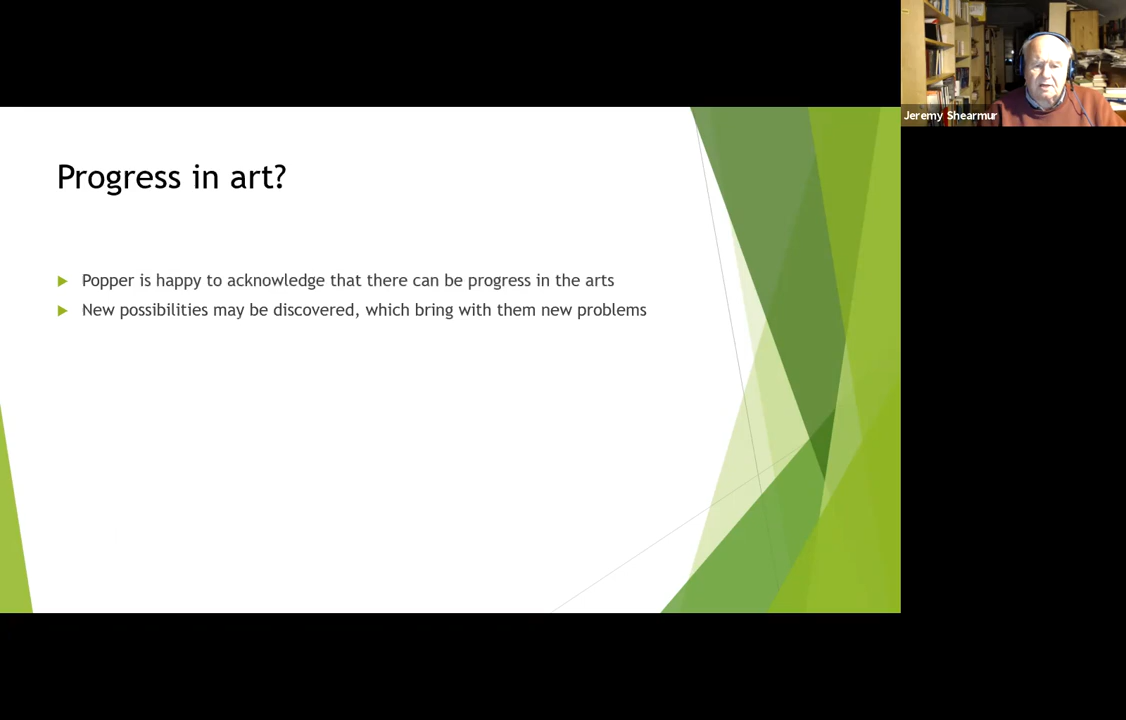 Jeremy Shearmur
Progress in art?
Popper is happy to acknowledge that there can be progress in the arts
New possibilities may be discovered, which bring with them new problems